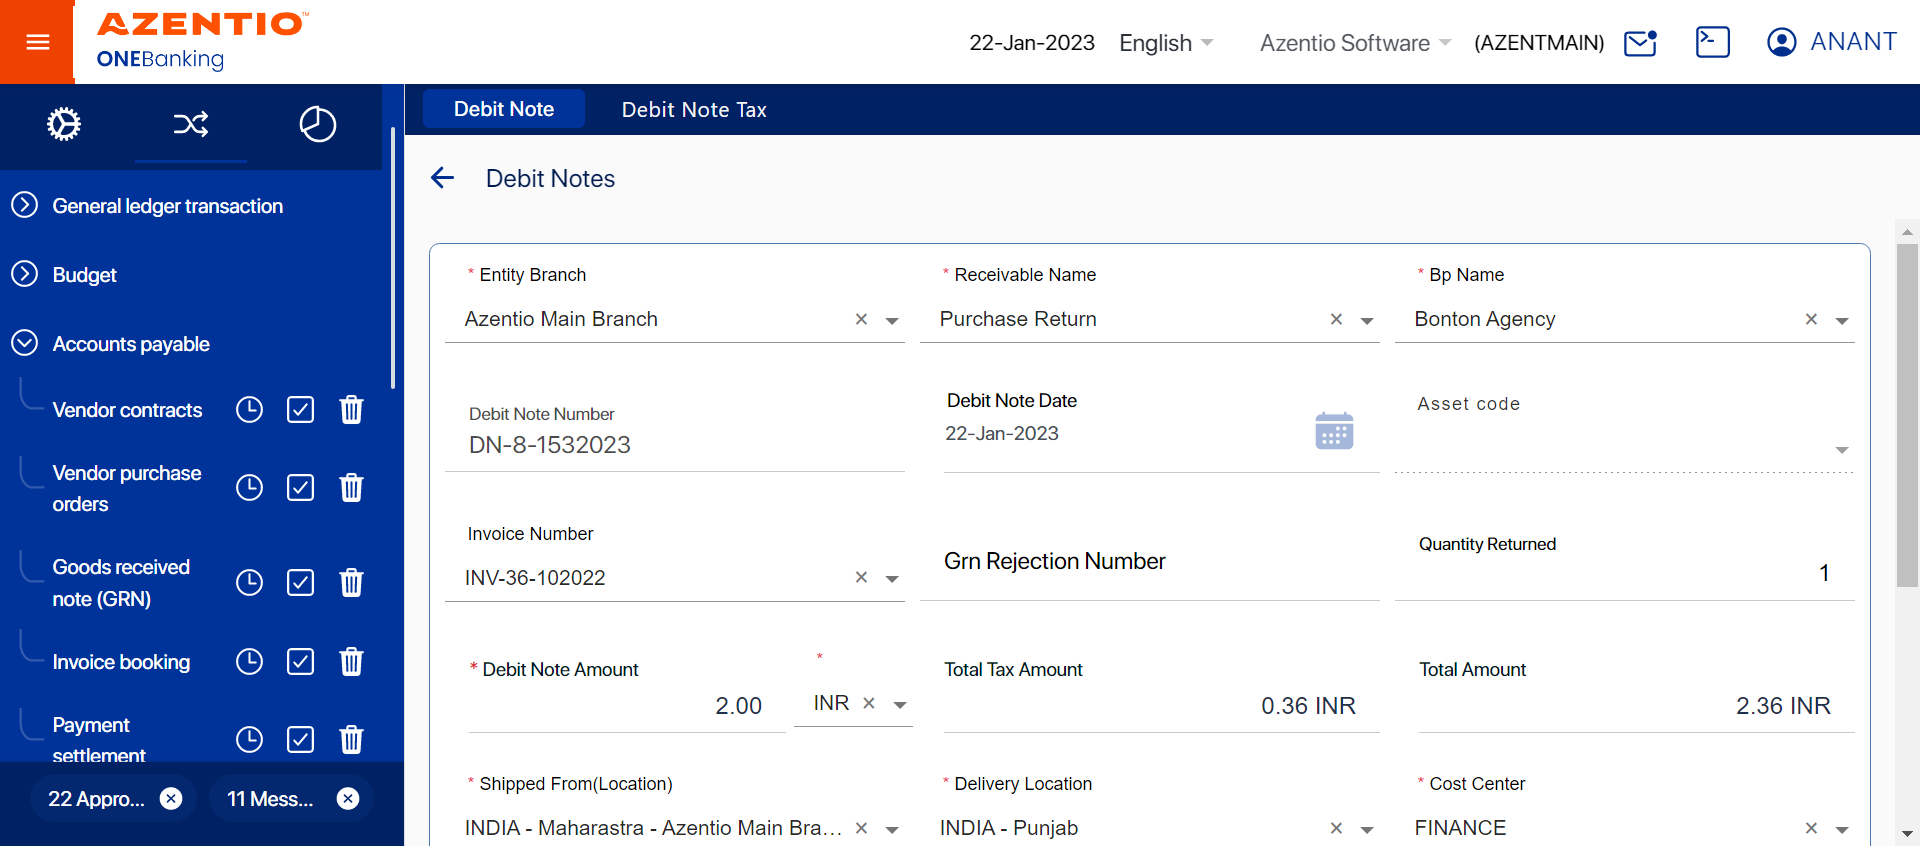 AZENTIO™
ONEBanking
22-Jan-2023 English Azentio Software (AZENTMAIN) ANANT
Debit Note Debit Note Tax
Debit Notes
General ledger transaction
Budget
Accounts payable
Vendor contracts
Vendor purchase
orders
Goods received
note (GRN)
Invoice booking
Payment
settlement
22 Appro...
11 Mess...
* Entity Branch
Azentio Main Branch
* Receivable Name
Purchase Return
* Bp Name
Bonton Agency
Debit Note Number
DN-8-1532023
Debit Note Date
22-Jan-2023
Asset code
Invoice Number
INV-36-102022
Grn Rejection Number
Quantity Returned
1
* Debit Note Amount
2.00
*
INR
Total Tax Amount
0.36 INR
Total Amount
2.36 INR
* Shipped From(Location)
INDIA - Maharastra - Azentio Main Bra...
* Delivery Location
INDIA - Punjab
* Cost Center
FINANCE